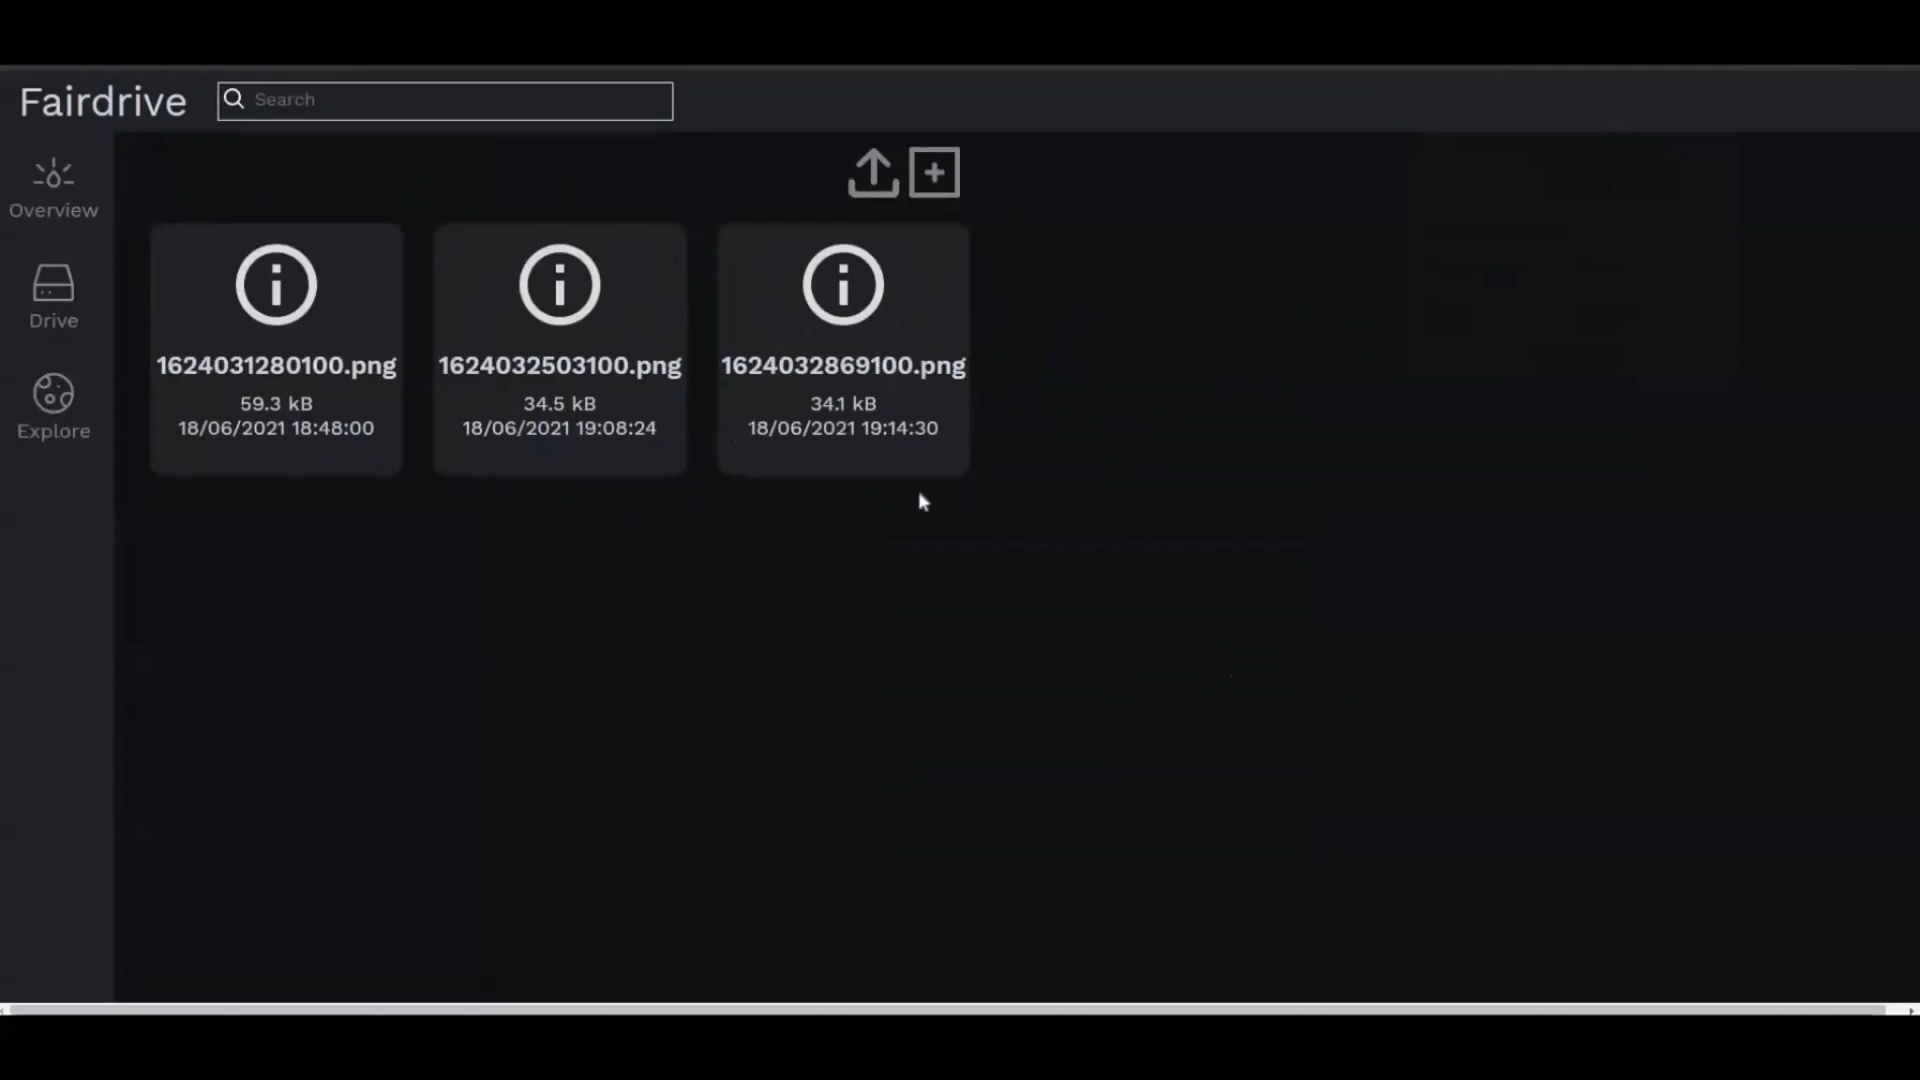 Fairdrive
Search
Overview
Drive
Explore
1624031280100.png
59.3 kB
18/06/2021 18:48:00
1624032503100.png
34.5 kB
18/06/2021 19:08:24
1624032869100.png
34.1 kB
18/06/2021 19:14:30